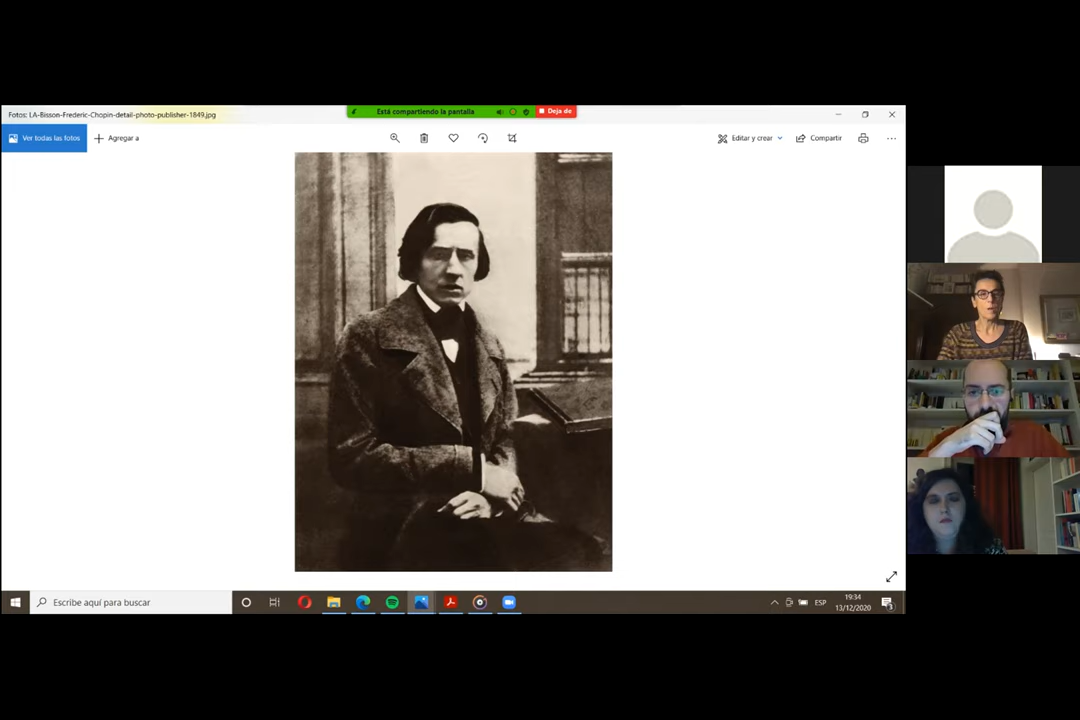 Fotos: LA-Bisson-Frederic-Chopin-detail-photo-publisher-1849.jpg
Está compartiendo la pantalla
Deja de
Ver todas las fotos
Agregar a
Editar y crear
Compartir
Escribe aquí para buscar
ESP
19:34
13/12/2020